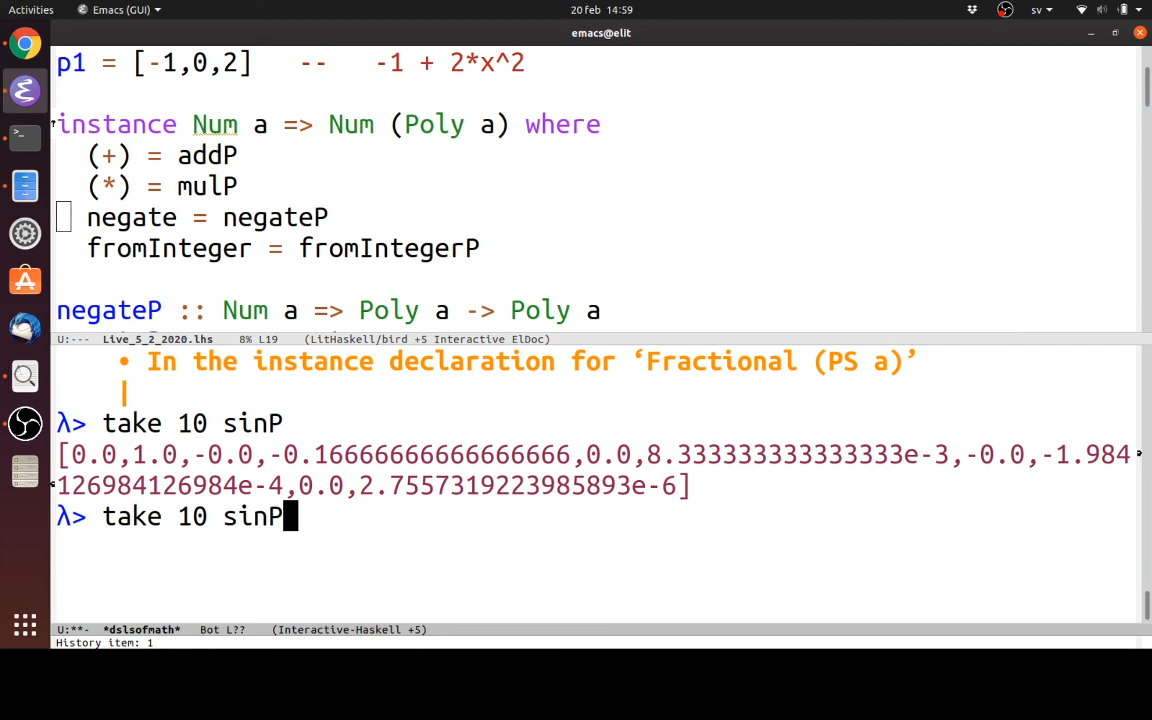 Activities Emacs (GUI) 20 feb 14:59 sv
emacs@elit
p1 = [-1,0,2] -- -1 + 2*x^2
instance Num a => Num (Poly a) where
(+) = addP
(*) = mulP
negate = negateP
fromInteger = fromIntegerP
negateP :: Num a => Poly a -> Poly a
U:--- Live_5_2_2020.lhs 8% L19 (LitHaskell/bird +5 Interactive ElDoc)
• In the instance declaration for ‘Fractional (PS a)’
|
λ> take 10 sinP
[0.0,1.0,-0.0,-0.16666666666666666,0.0,8.333333333333333e-3,-0.0,-1.984
1269841269​84e-4,0.0,2.7557319223985893e-6]
λ> take 10 sinP
U:**- *dslsofmath* Bot L?? (Interactive-Haskell +5)
History item: 1